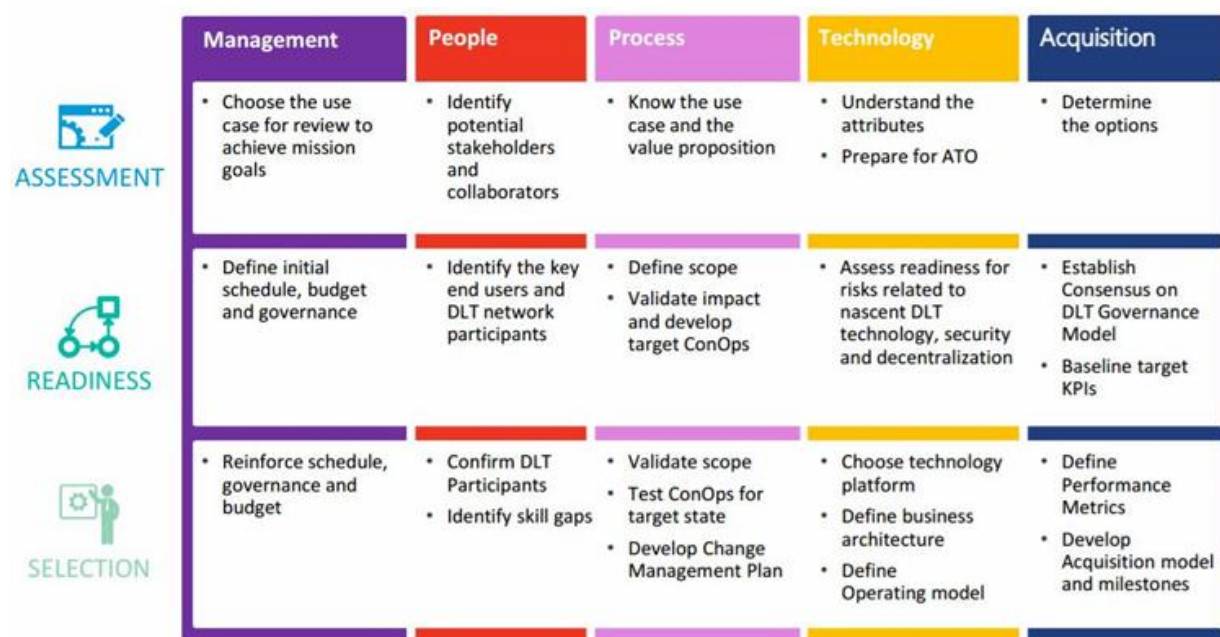 Management
People
Process
Technology
Acquisition
ASSESSMENT
• Choose the use
case for review to
achieve mission
goals
• Identify
potential
stakeholders
and
collaborators
• Know the use
case and the
value proposition
• Understand the
attributes
• Prepare for ATO
• Determine
the options
READINESS
• Define initial
schedule, budget
and governance
• Identify the key
end users and
DLT network
participants
• Define scope
• Validate impact
and develop
target ConOps
• Assess readiness for
risks related to
nascent DLT
technology, security
and decentralization
• Establish
Consensus on
DLT Governance
Model
• Baseline target
KPIs
SELECTION
• Reinforce schedule,
governance and
budget
• Confirm DLT
Participants
• Identify skill gaps
• Validate scope
• Test ConOps for
target state
• Develop Change
Management Plan
• Choose technology
platform
• Define business
architecture
• Define
Operating model
• Define
Performance
Metrics
• Develop
Acquisition model
and milestones